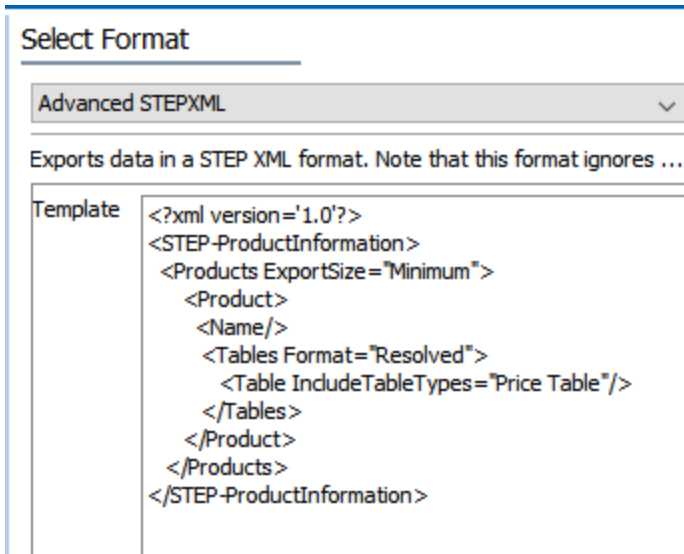 Select Format
Advanced STEPXML
Exports data in a STEP XML format. Note that this format ignores ...
Template
<?xml version='1.0'?>
<STEP-ProductInformation>
<Products ExportSize="Minimum">
<Product>
<Name/>
<Tables Format="Resolved">
<Table IncludeTableTypes="Price Table"/>
</Tables>
</Product>
</Products>
</STEP-ProductInformation>